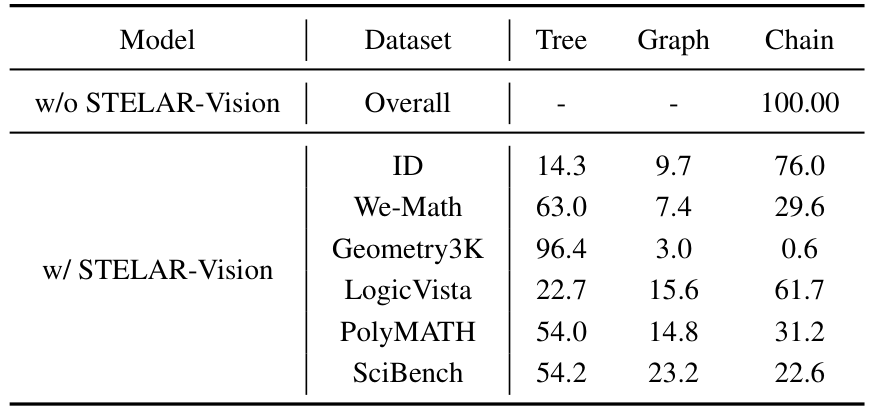 Model Dataset Tree Graph Chain
w/o STELAR-Vision Overall - - 100.00
ID 14.3 9.7 76.0
We-Math 63.0 7.4 29.6
Geometry3K 96.4 3.0 0.6
w/ STELAR-Vision
LogicVista 22.7 15.6 61.7
PolyMATH 54.0 14.8 31.2
SciBench 54.2 23.2 22.6